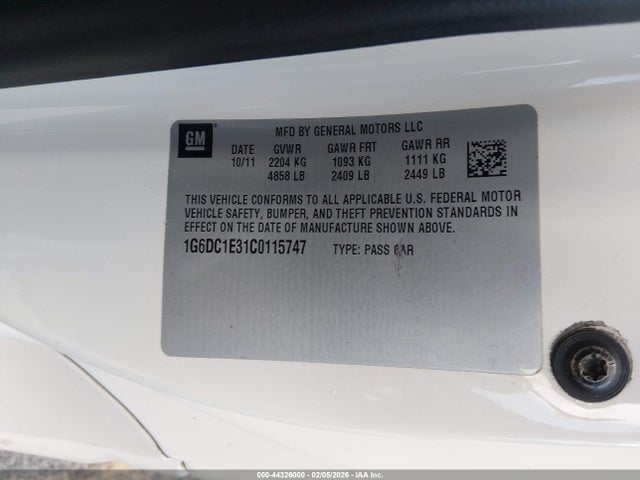 GM
MFD BY GENERAL MOTORS LLC
DATE GVWR GAWR FRT GAWR RR
10/11 2204 KG 1093 KG 1111 KG
4858 LB 2409 LB 2449 LB
THIS VEHICLE CONFORMS TO ALL APPLICABLE U.S. FEDERAL MOTOR
VEHICLE SAFETY, BUMPER, AND THEFT PREVENTION STANDARDS IN
EFFECT ON THE DATE OF MANUFACTURE SHOWN ABOVE.
1G6DC1E31C0115747 TYPE: PASS CAR
000-44326000 - 02/05/2026 - IAA Inc.